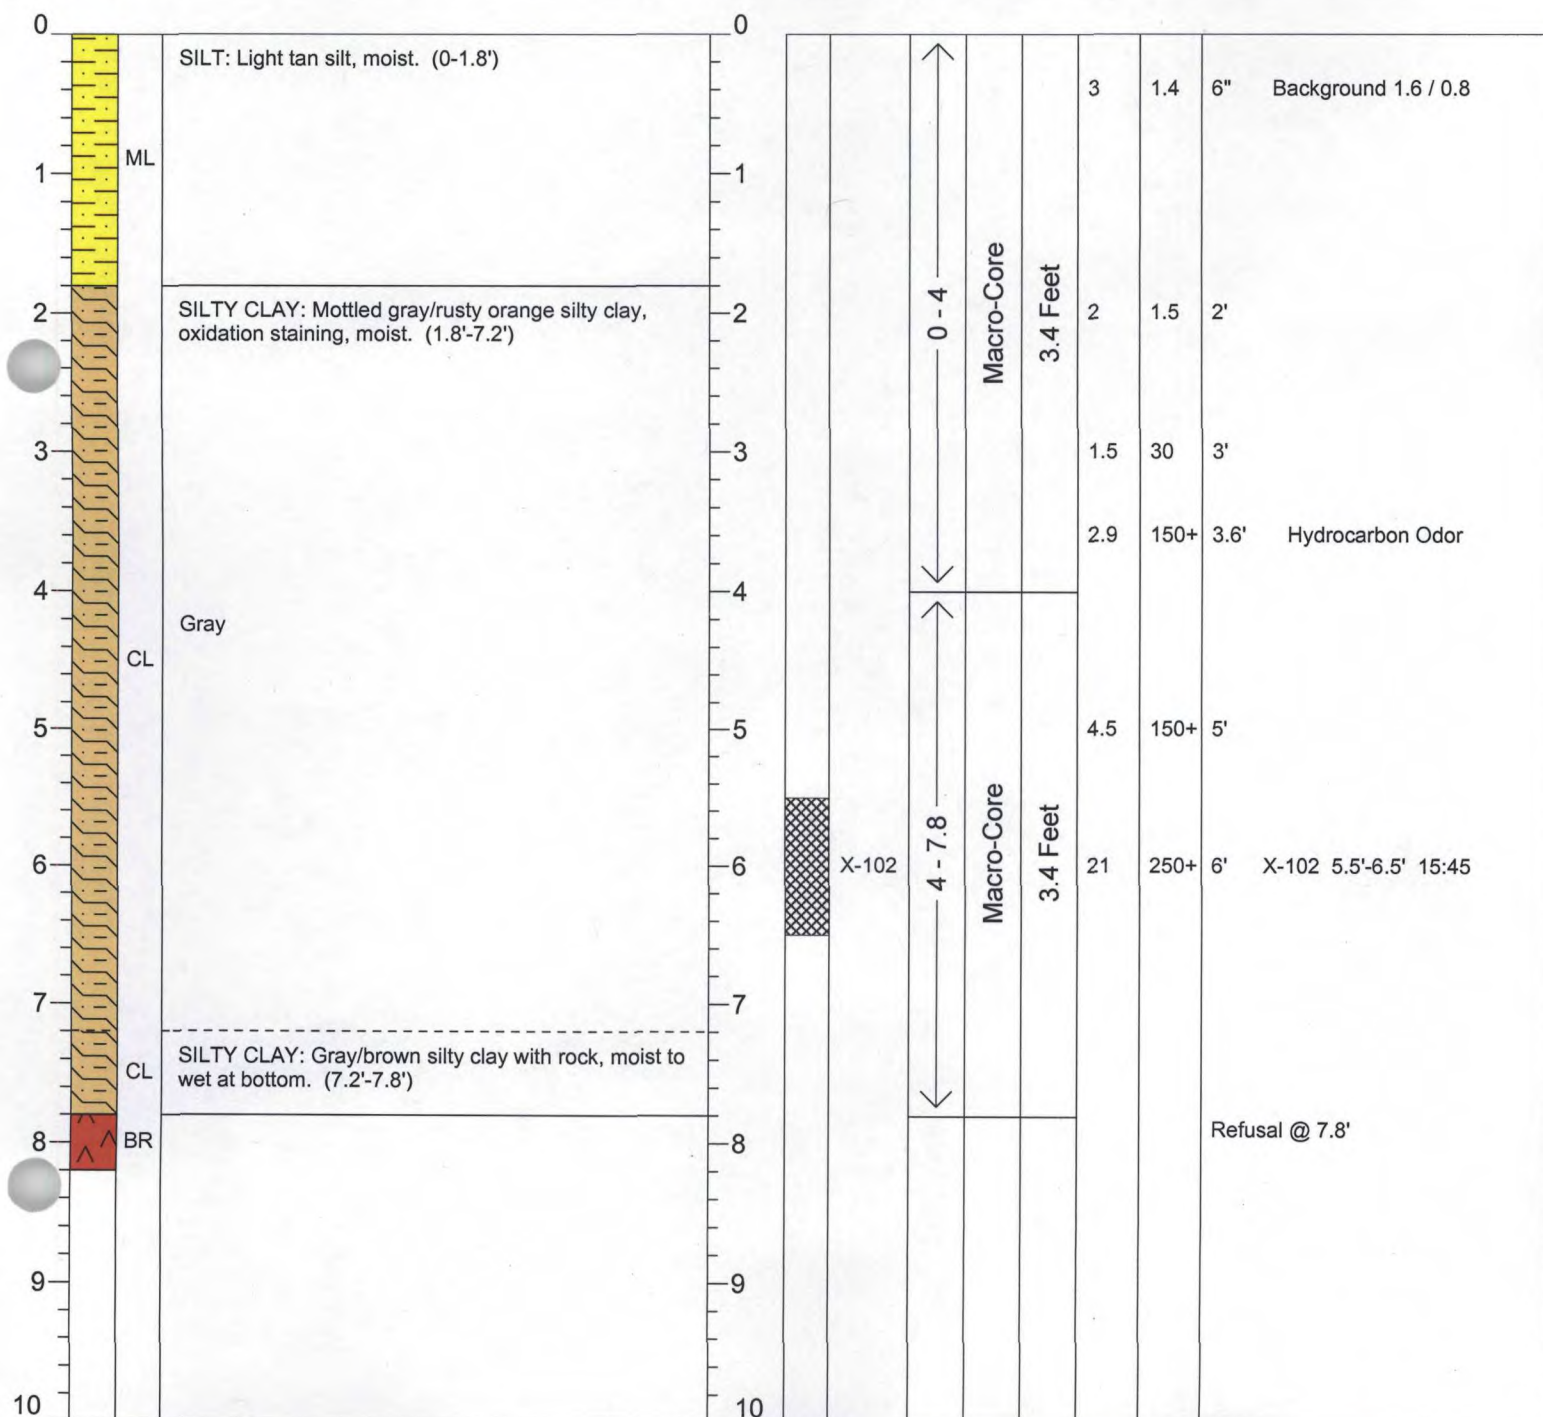 0
SILT: Light tan silt, moist.  (0-1.8')
ML
1
SILTY CLAY: Mottled gray/rusty orange silty clay,
oxidation staining, moist.  (1.8'-7.2')
2
3
4
Gray
CL
5
6
7
SILTY CLAY: Gray/brown silty clay with rock, moist to
wet at bottom.  (7.2'-7.8')
CL
8
BR
9
10
0
1
2
3
4
5
6
7
8
9
10
X-102
0 - 4
Macro-Core
3.4 Feet
4 - 7.8
Macro-Core
3.4 Feet
3 1.4 6" Background 1.6 / 0.8
2 1.5 2'
1.5 30 3'
2.9 150+ 3.6' Hydrocarbon Odor
4.5 150+ 5'
21 250+ 6' X-102  5.5'-6.5'  15:45
Refusal @ 7.8'